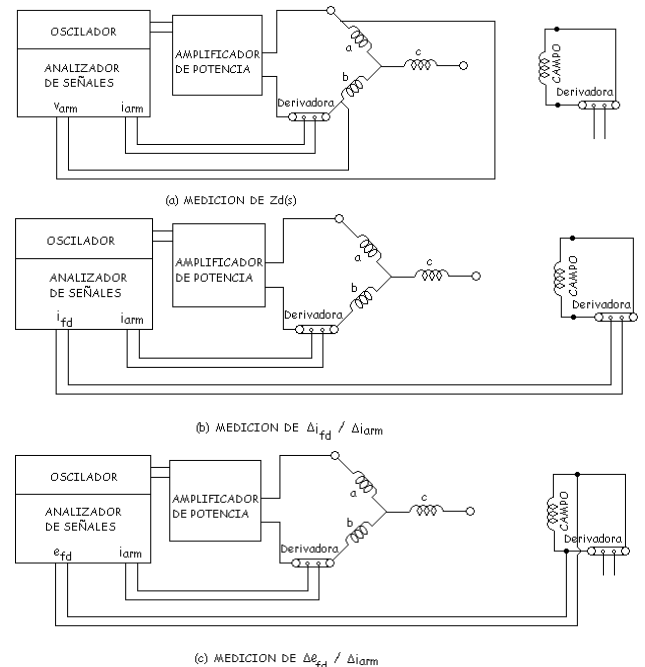 OSCILADOR
ANALIZADOR
DE SEÑALES
varm
iarm
AMPLIFICADOR
DE POTENCIA
a
b
c
Derivadora
CAMPO
Derivadora
(a) MEDICION DE Zd(s)
OSCILADOR
ANALIZADOR
DE SEÑALES
ifd
iarm
AMPLIFICADOR
DE POTENCIA
a
b
c
Derivadora
CAMPO
Derivadora
(b) MEDICION DE Δifd / Δiarm
OSCILADOR
ANALIZADOR
DE SEÑALES
efd
iarm
AMPLIFICADOR
DE POTENCIA
a
b
c
Derivadora
CAMPO
Derivadora
(c) MEDICION DE Δefd / Δiarm